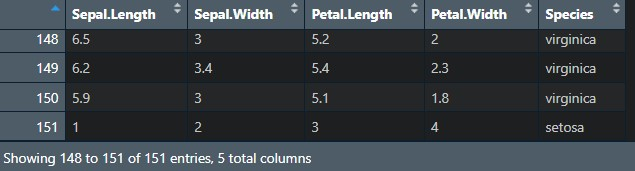 Sepal.Length Sepal.Width Petal.Length Petal.Width Species
148 6.5 3 5.2 2 virginica
149 6.2 3.4 5.4 2.3 virginica
150 5.9 3 5.1 1.8 virginica
151 1 2 3 4 setosa
Showing 148 to 151 of 151 entries, 5 total columns